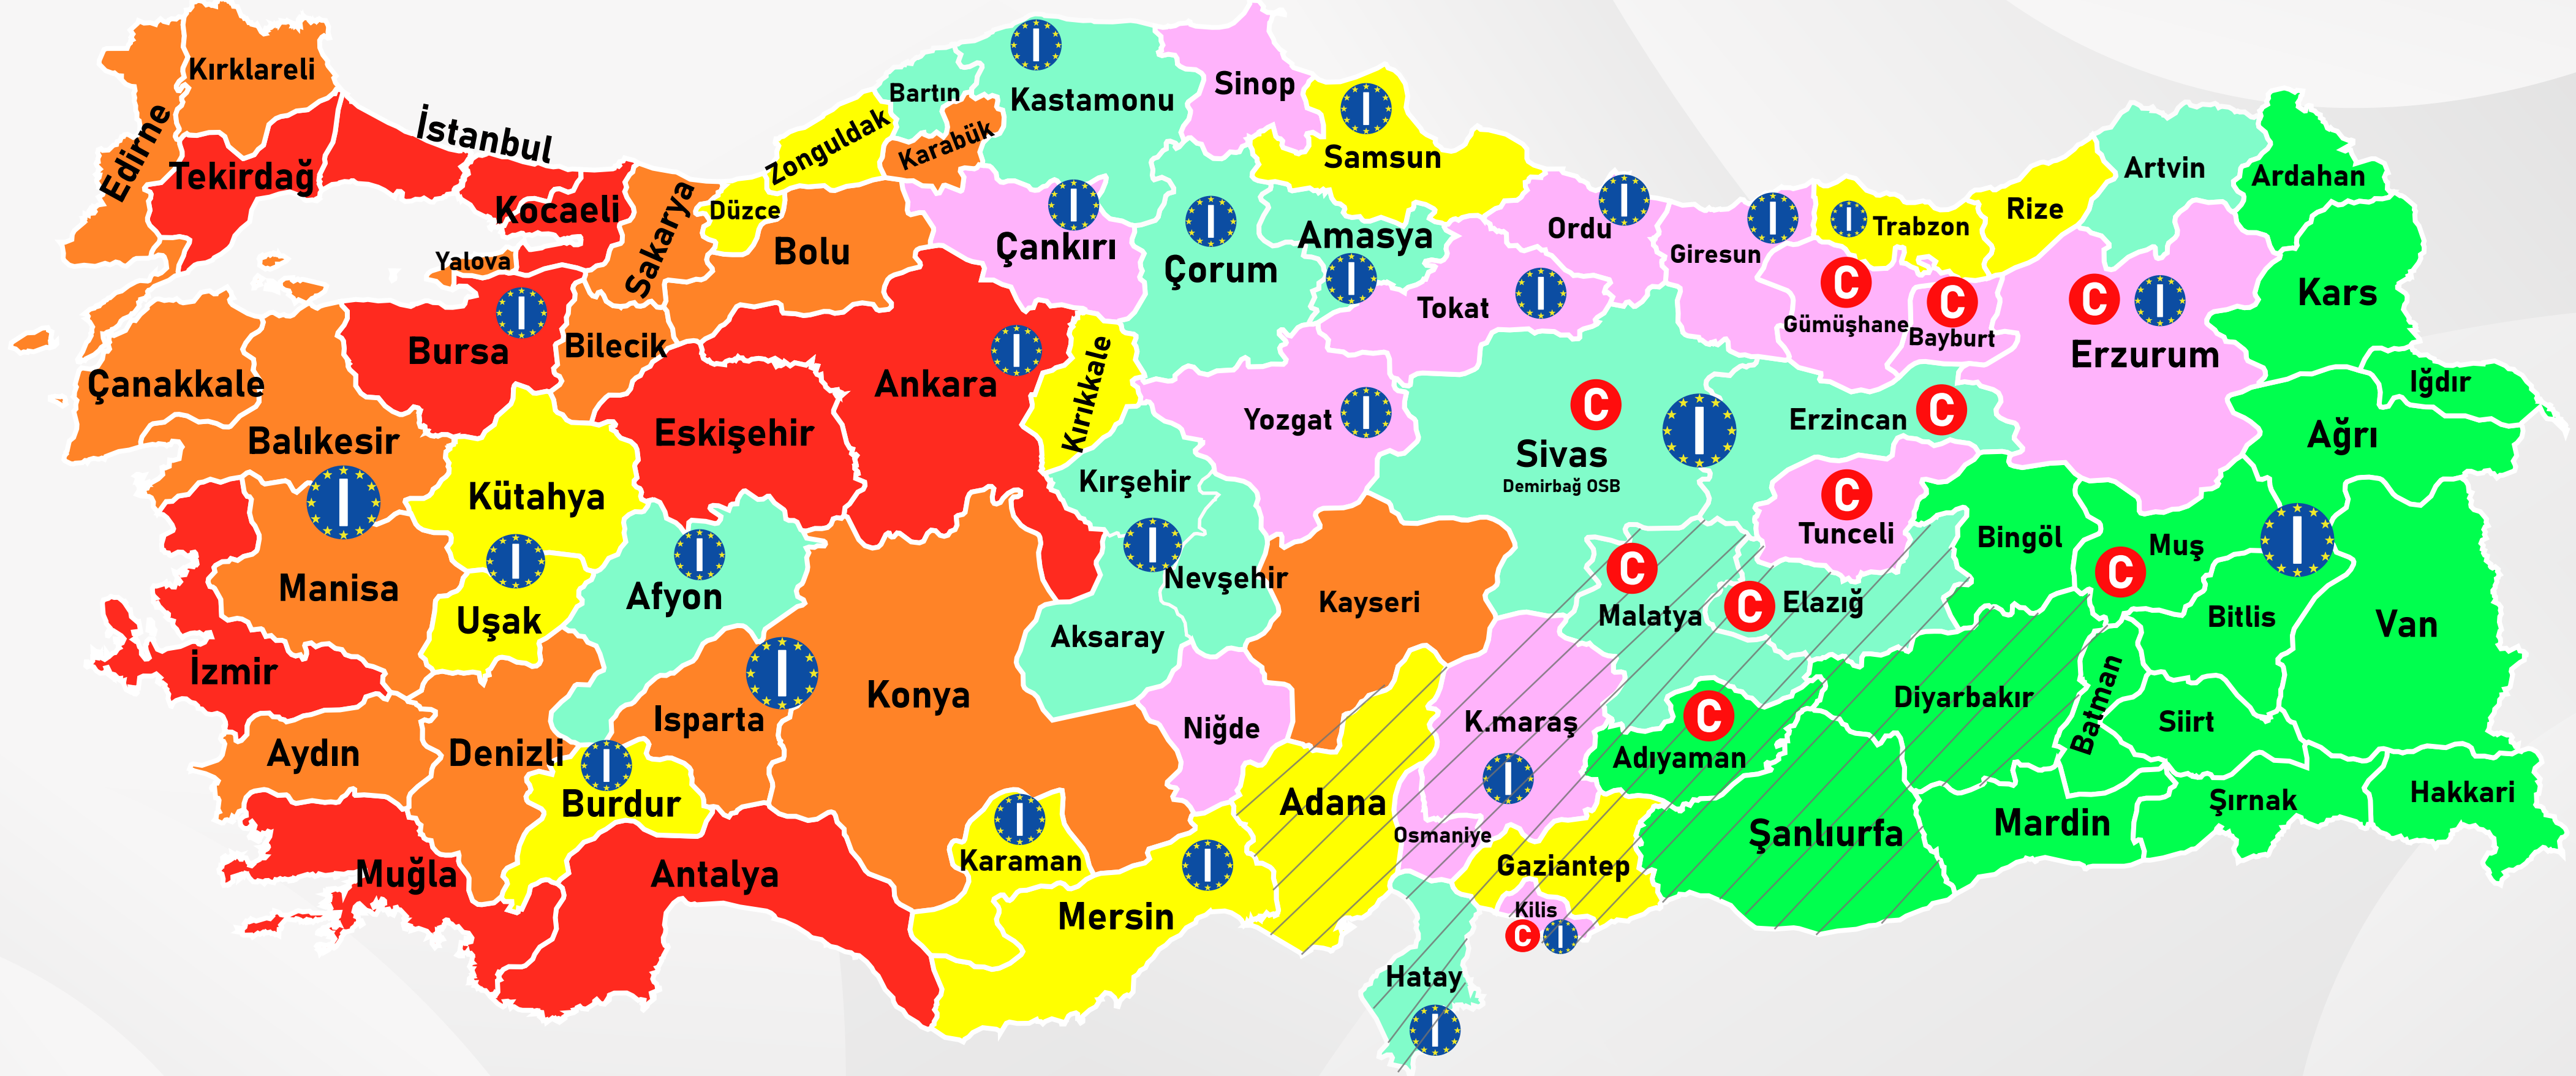 Kırklareli
Edirne
Tekirdağ
İstanbul
Kocaeli
Yalova
Sakarya
Düzce
Zonguldak
Bartın
Karabük
Kastamonu
Sinop
Samsun
Bolu
Çankırı
Çorum
Amasya
I
I
I
I
I
Ordu
I
Giresun
I
I
Trabzon
Rize
Artvin
Ardahan
Kars
Iğdır
Çanakkale
Balıkesir
I
Bursa
I
Bilecik
Eskişehir
Ankara
I
Kırıkkale
Tokat
I
Yozgat
I
Kırşehir
C
Sivas
Demirbağ OSB
I
C
Gümüşhane
C
Bayburt
C
I
Erzurum
Erzincan
C
Ağrı
Manisa
Kütahya
I
Uşak
I
Afyon
Konya
I
Isparta
I
Nevşehir
Aksaray
Kayseri
Niğde
C
Malatya
C
Elazığ
C
Tunceli
Bingöl
C
Muş
I
Bitlis
Van
İzmir
Aydın
Denizli
I
Burdur
Muğla
Antalya
I
Karaman
I
Mersin
Adana
K.maraş
I
Osmaniye
C
Adıyaman
Gaziantep
Kilis
C
I
Hatay
I
Şanlıurfa
Diyarbakır
Batman
Siirt
Mardin
Şırnak
Hakkari